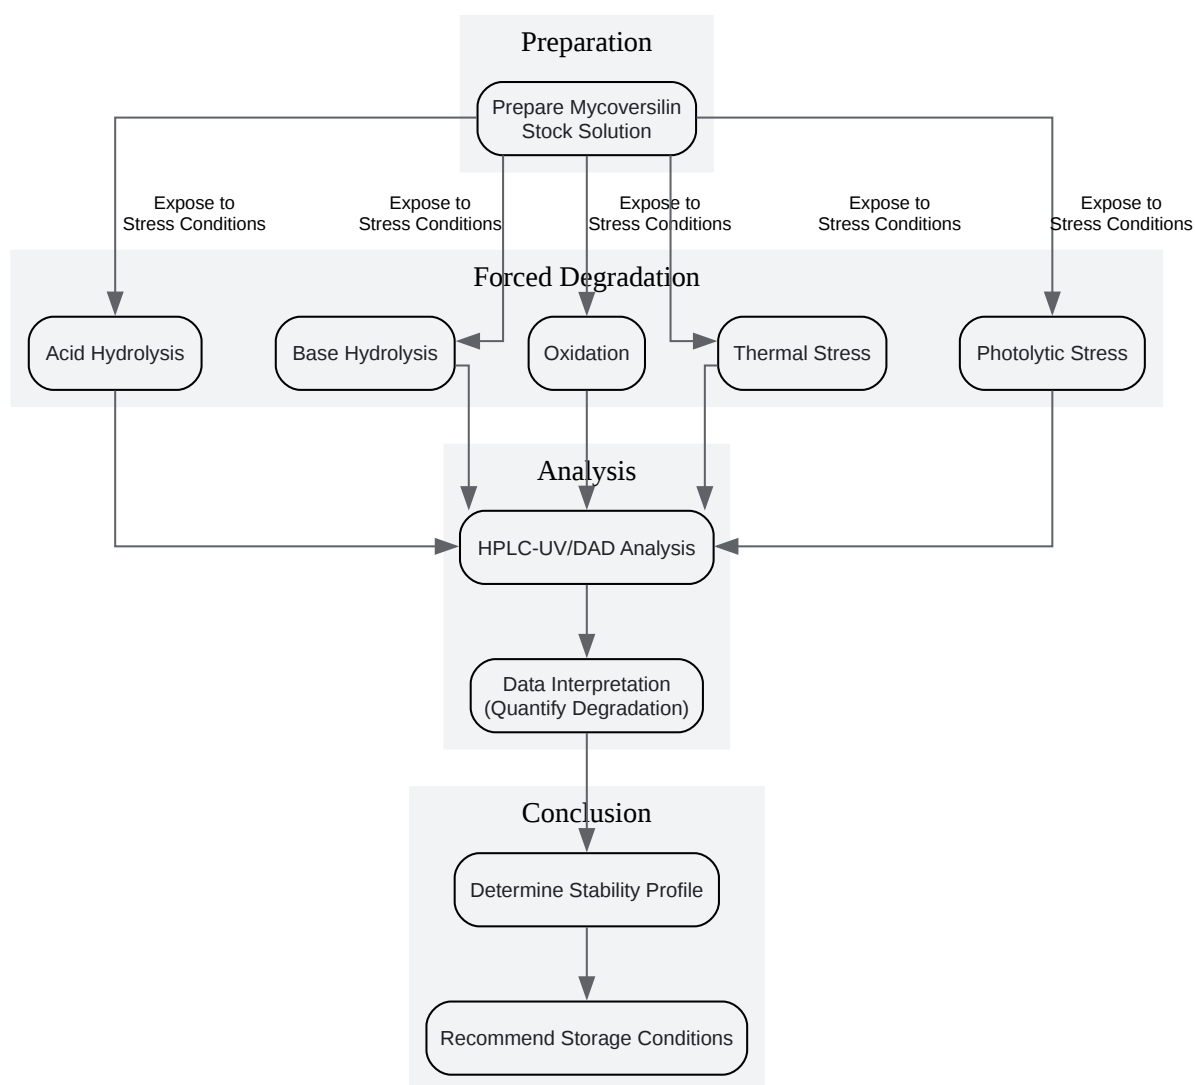 Preparation
Prepare Mycoversilin
Stock Solution
Expose to
Stress Conditions
Expose to
Stress Conditions
Expose to
Stress Conditions
Expose to
Stress Conditions
Expose to
Stress Conditions
Forced Degradation
Acid Hydrolysis
Base Hydrolysis
Oxidation
Thermal Stress
Photolytic Stress
Analysis
HPLC-UV/DAD Analysis
Data Interpretation
(Quantify Degradation)
Conclusion
Determine Stability Profile
Recommend Storage Conditions